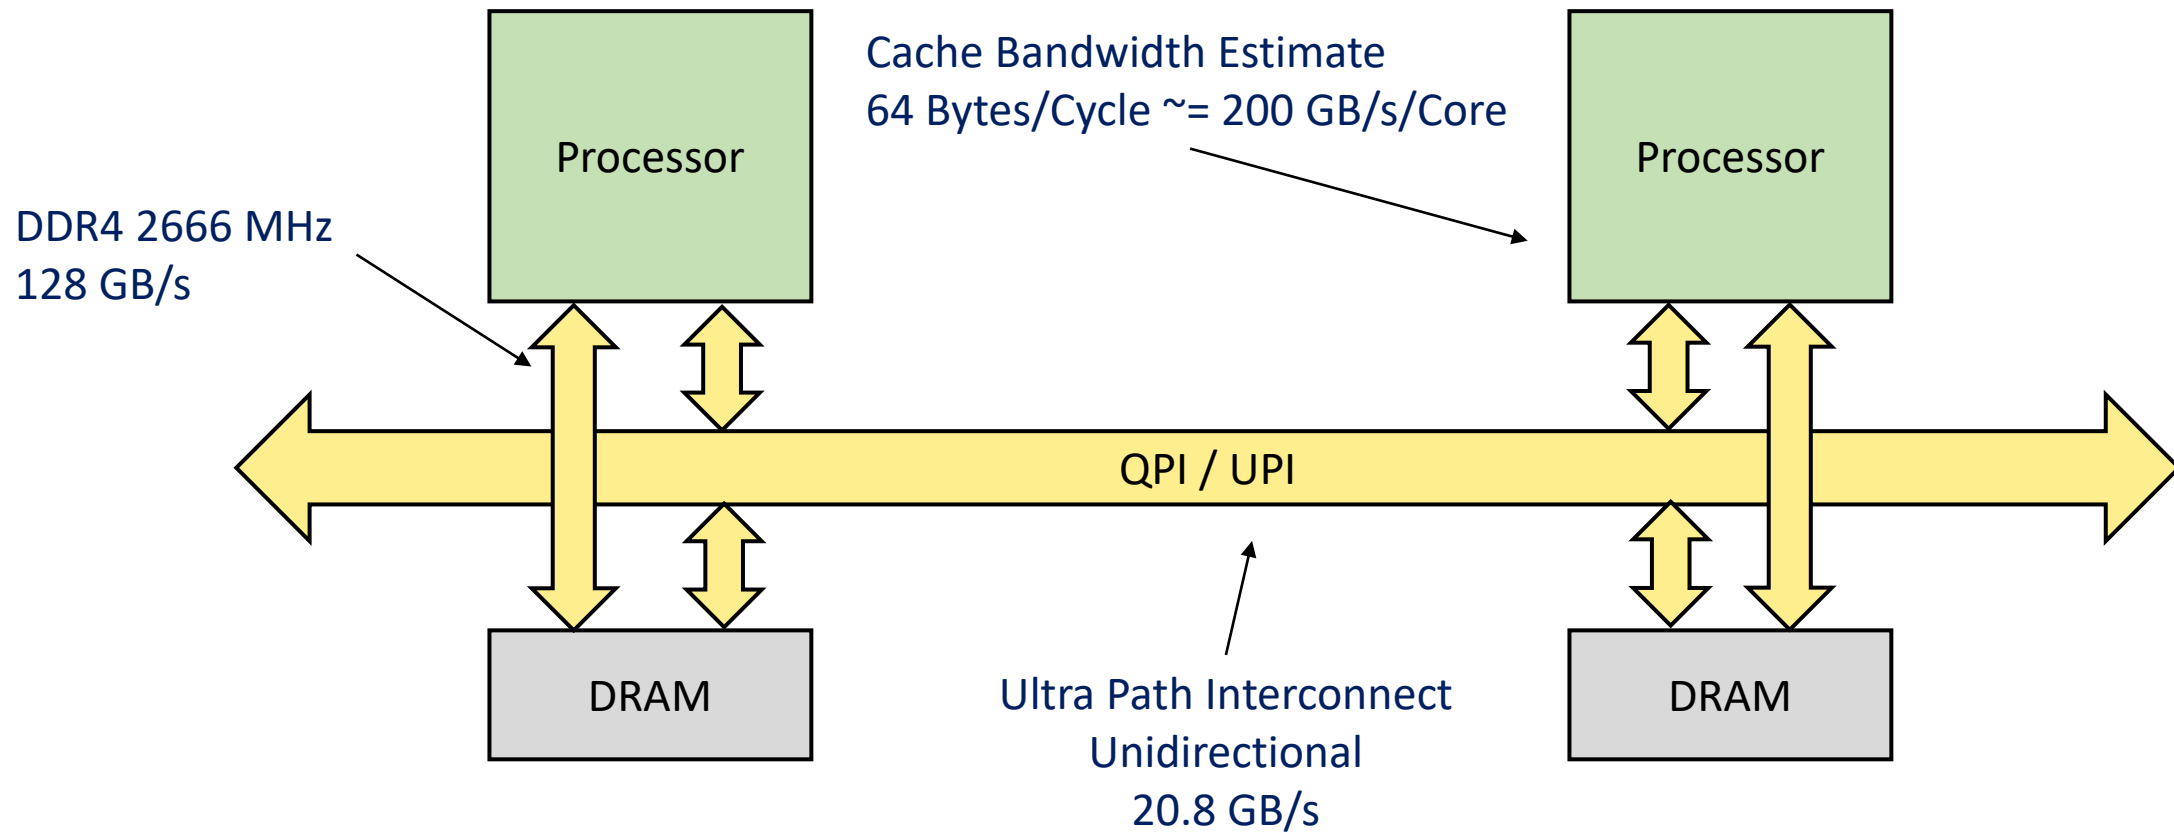 Cache Bandwidth Estimate
64 Bytes/Cycle ~= 200 GB/s/Core
Processor
Processor
DDR4 2666 MHz
128 GB/s
QPI / UPI
DRAM
Ultra Path Interconnect
Unidirectional
20.8 GB/s
DRAM